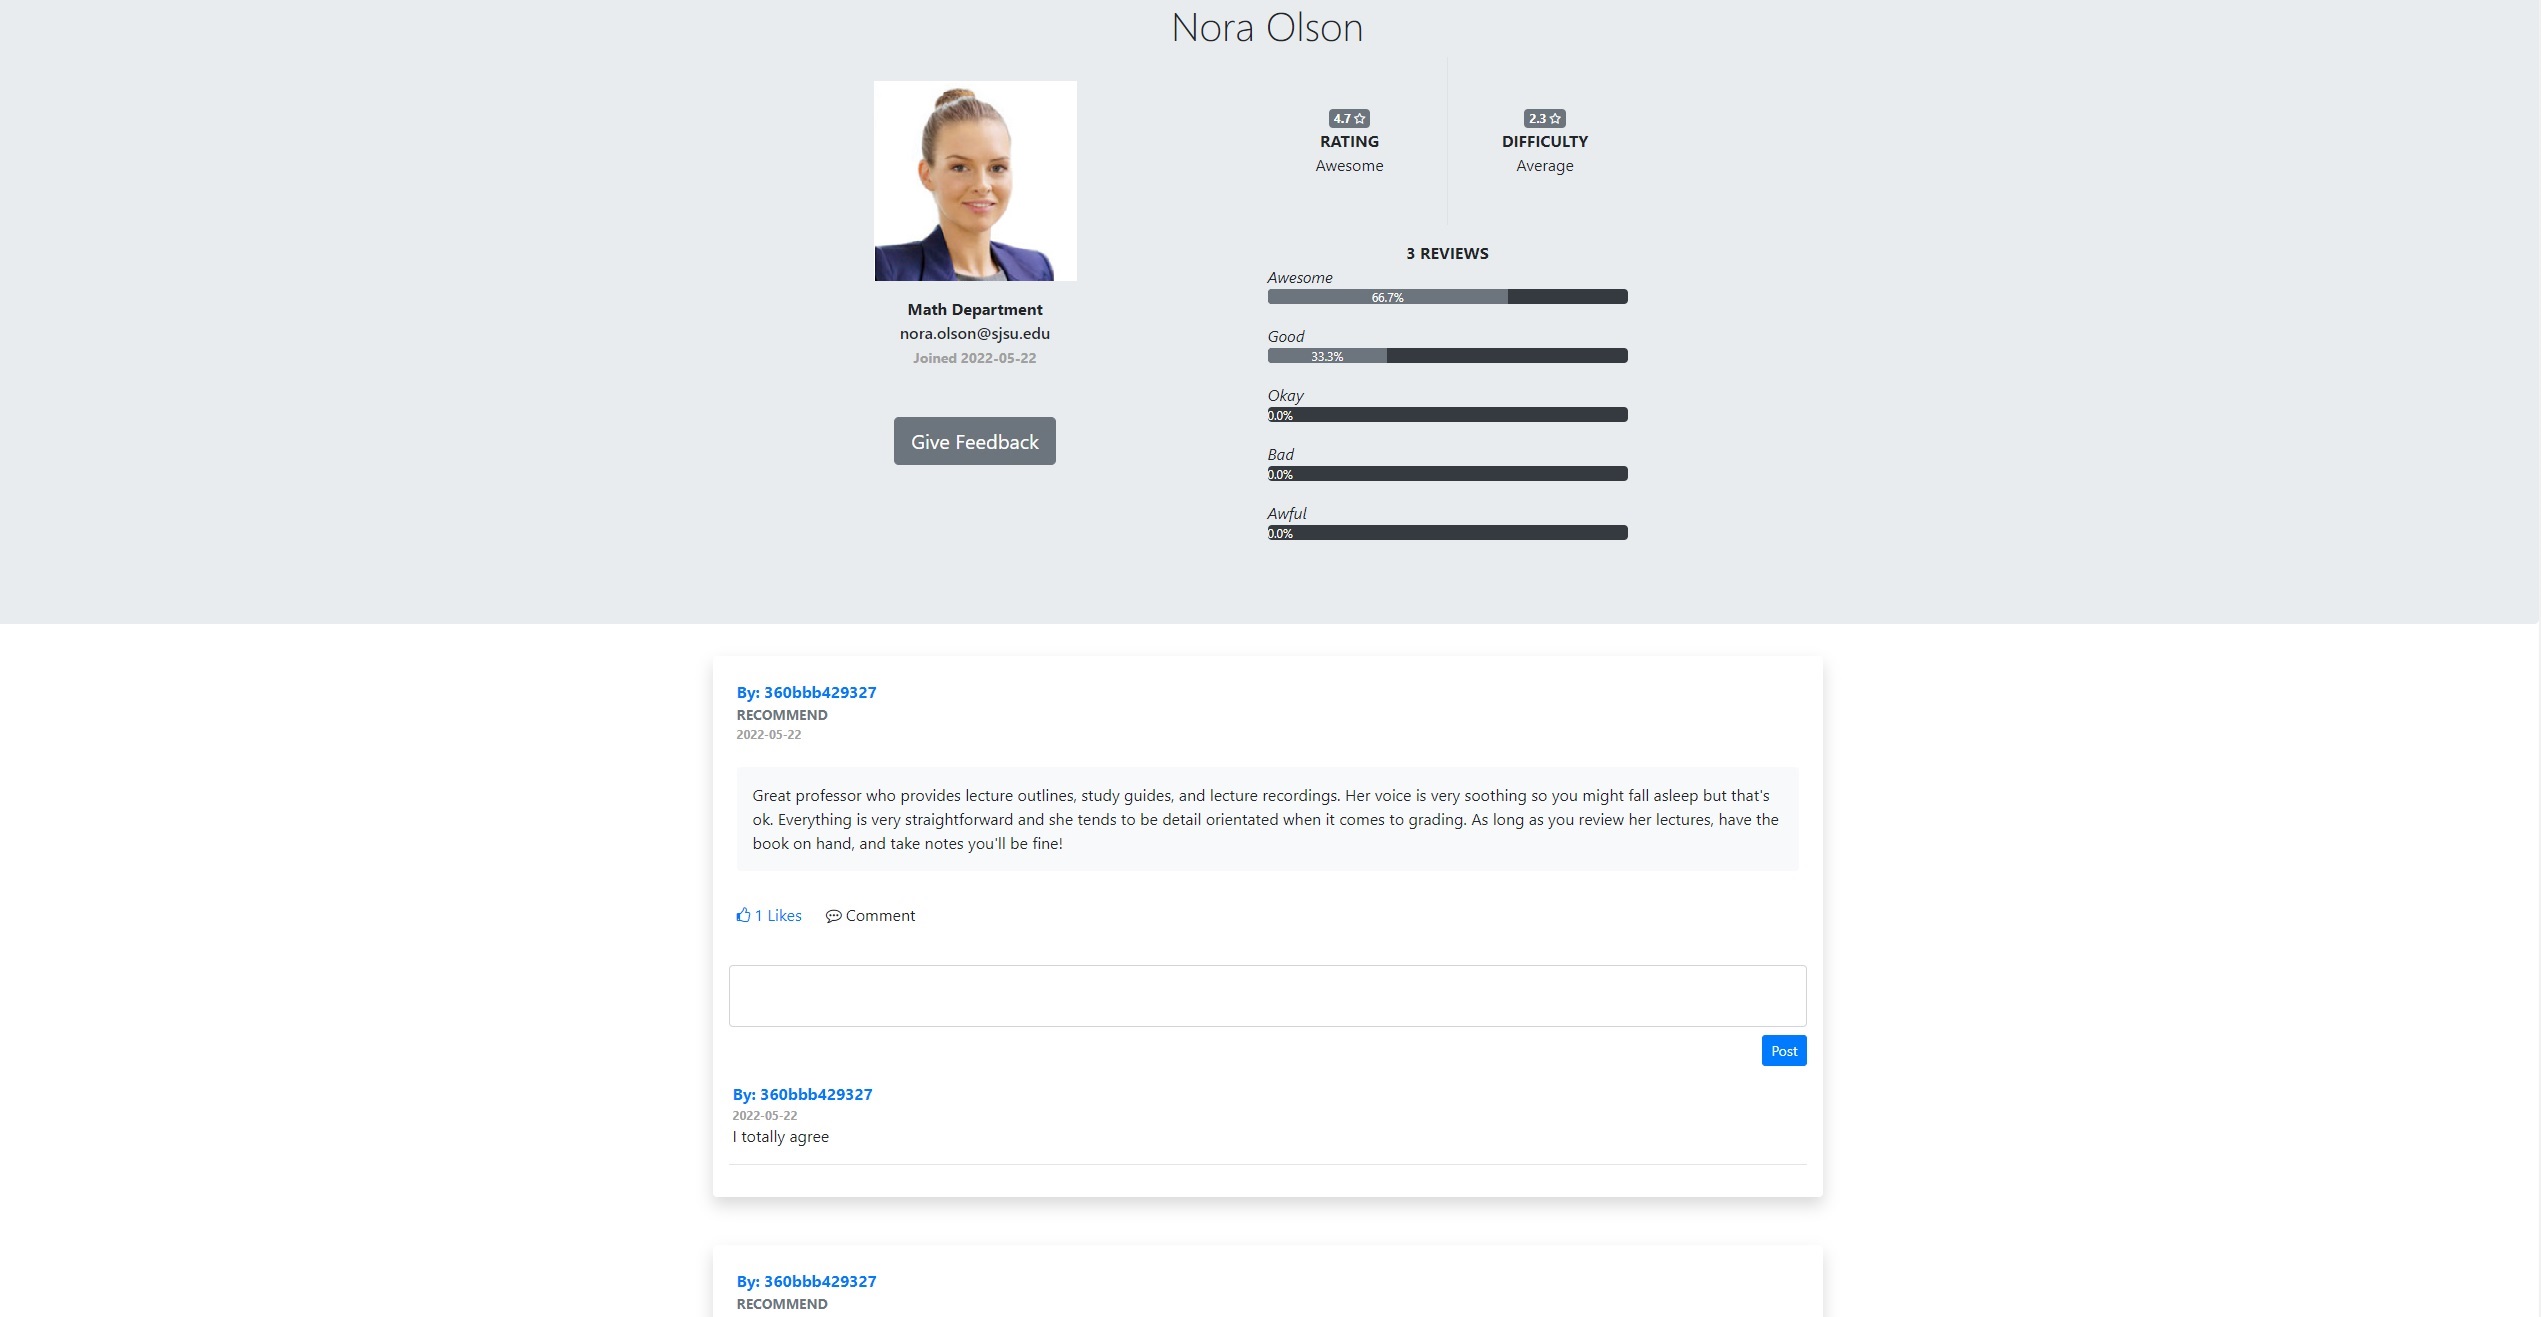 Nora Olson
4.7
RATING
Awesome
2.3
DIFFICULTY
Average
Math Department
nora.olson@sjsu.edu
Joined 2022-05-22
Give Feedback
3 REVIEWS
Awesome
66.7%
Good
33.3%
Okay
0.0%
Bad
0.0%
Awful
0.0%
By: 360bbb429327
RECOMMEND
2022-05-22
Great professor who provides lecture outlines, study guides, and lecture recordings. Her voice is very soothing so you might fall asleep but that's
ok. Everything is very straightforward and she tends to be detail orientated when it comes to grading. As long as you review her lectures, have the
book on hand, and take notes you'll be fine!
1 Likes Comment
Post
By: 360bbb429327
2022-05-22
I totally agree
By: 360bbb429327
RECOMMEND